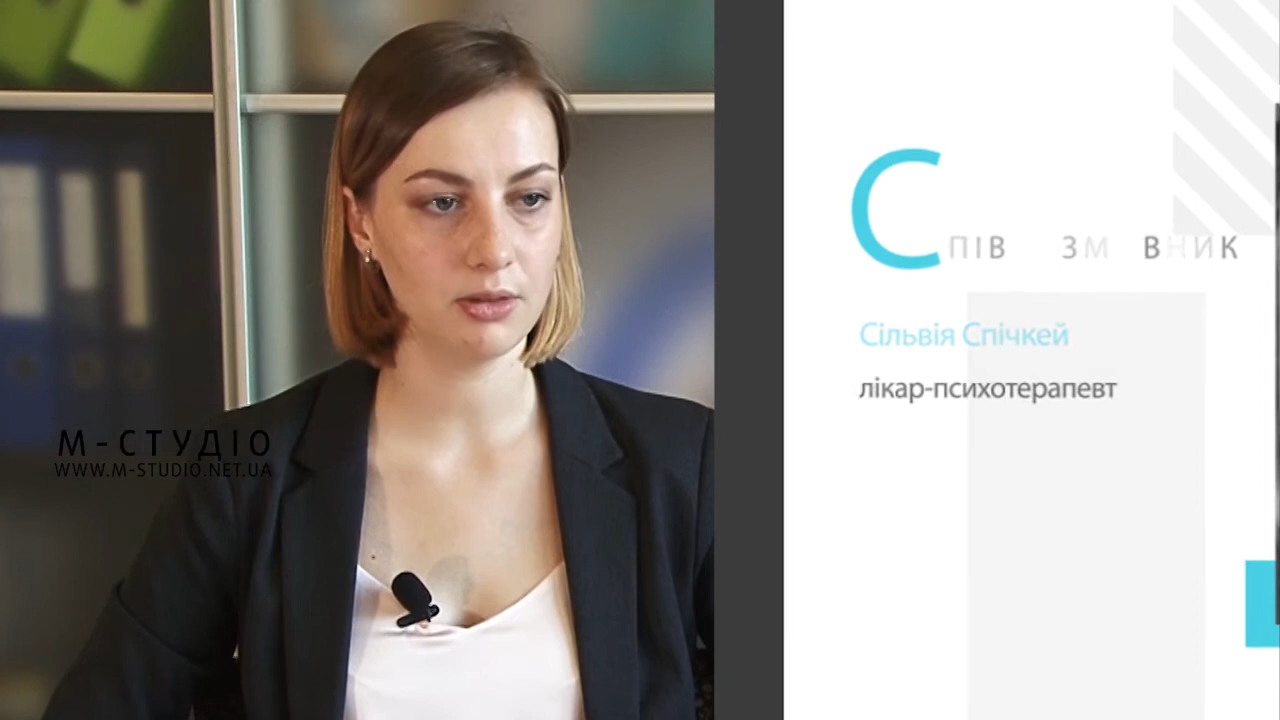 М-СТУДІО
WWW.M-STUDIO.NET.UA
СПІВ ЗМ ВНИК
Сільвія Спічкей
лікар-психотерапевт